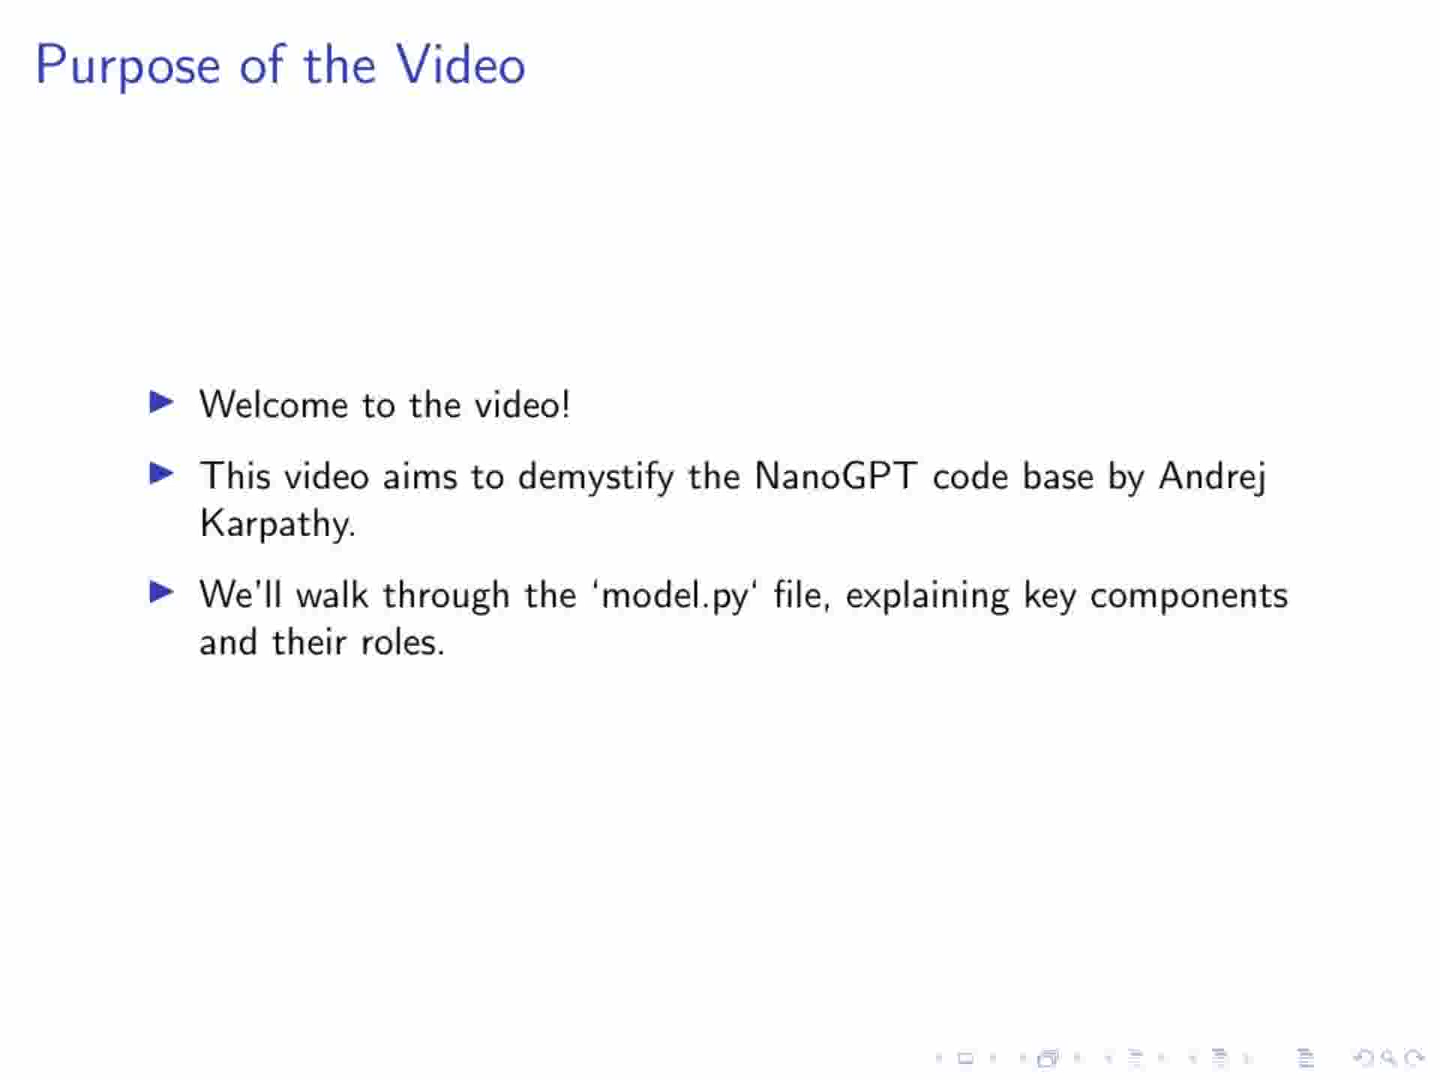 Purpose of the Video
Welcome to the video!
This video aims to demystify the NanoGPT code base by Andrej
Karpathy.
We'll walk through the ‘model.py‘ file, explaining key components
and their roles.